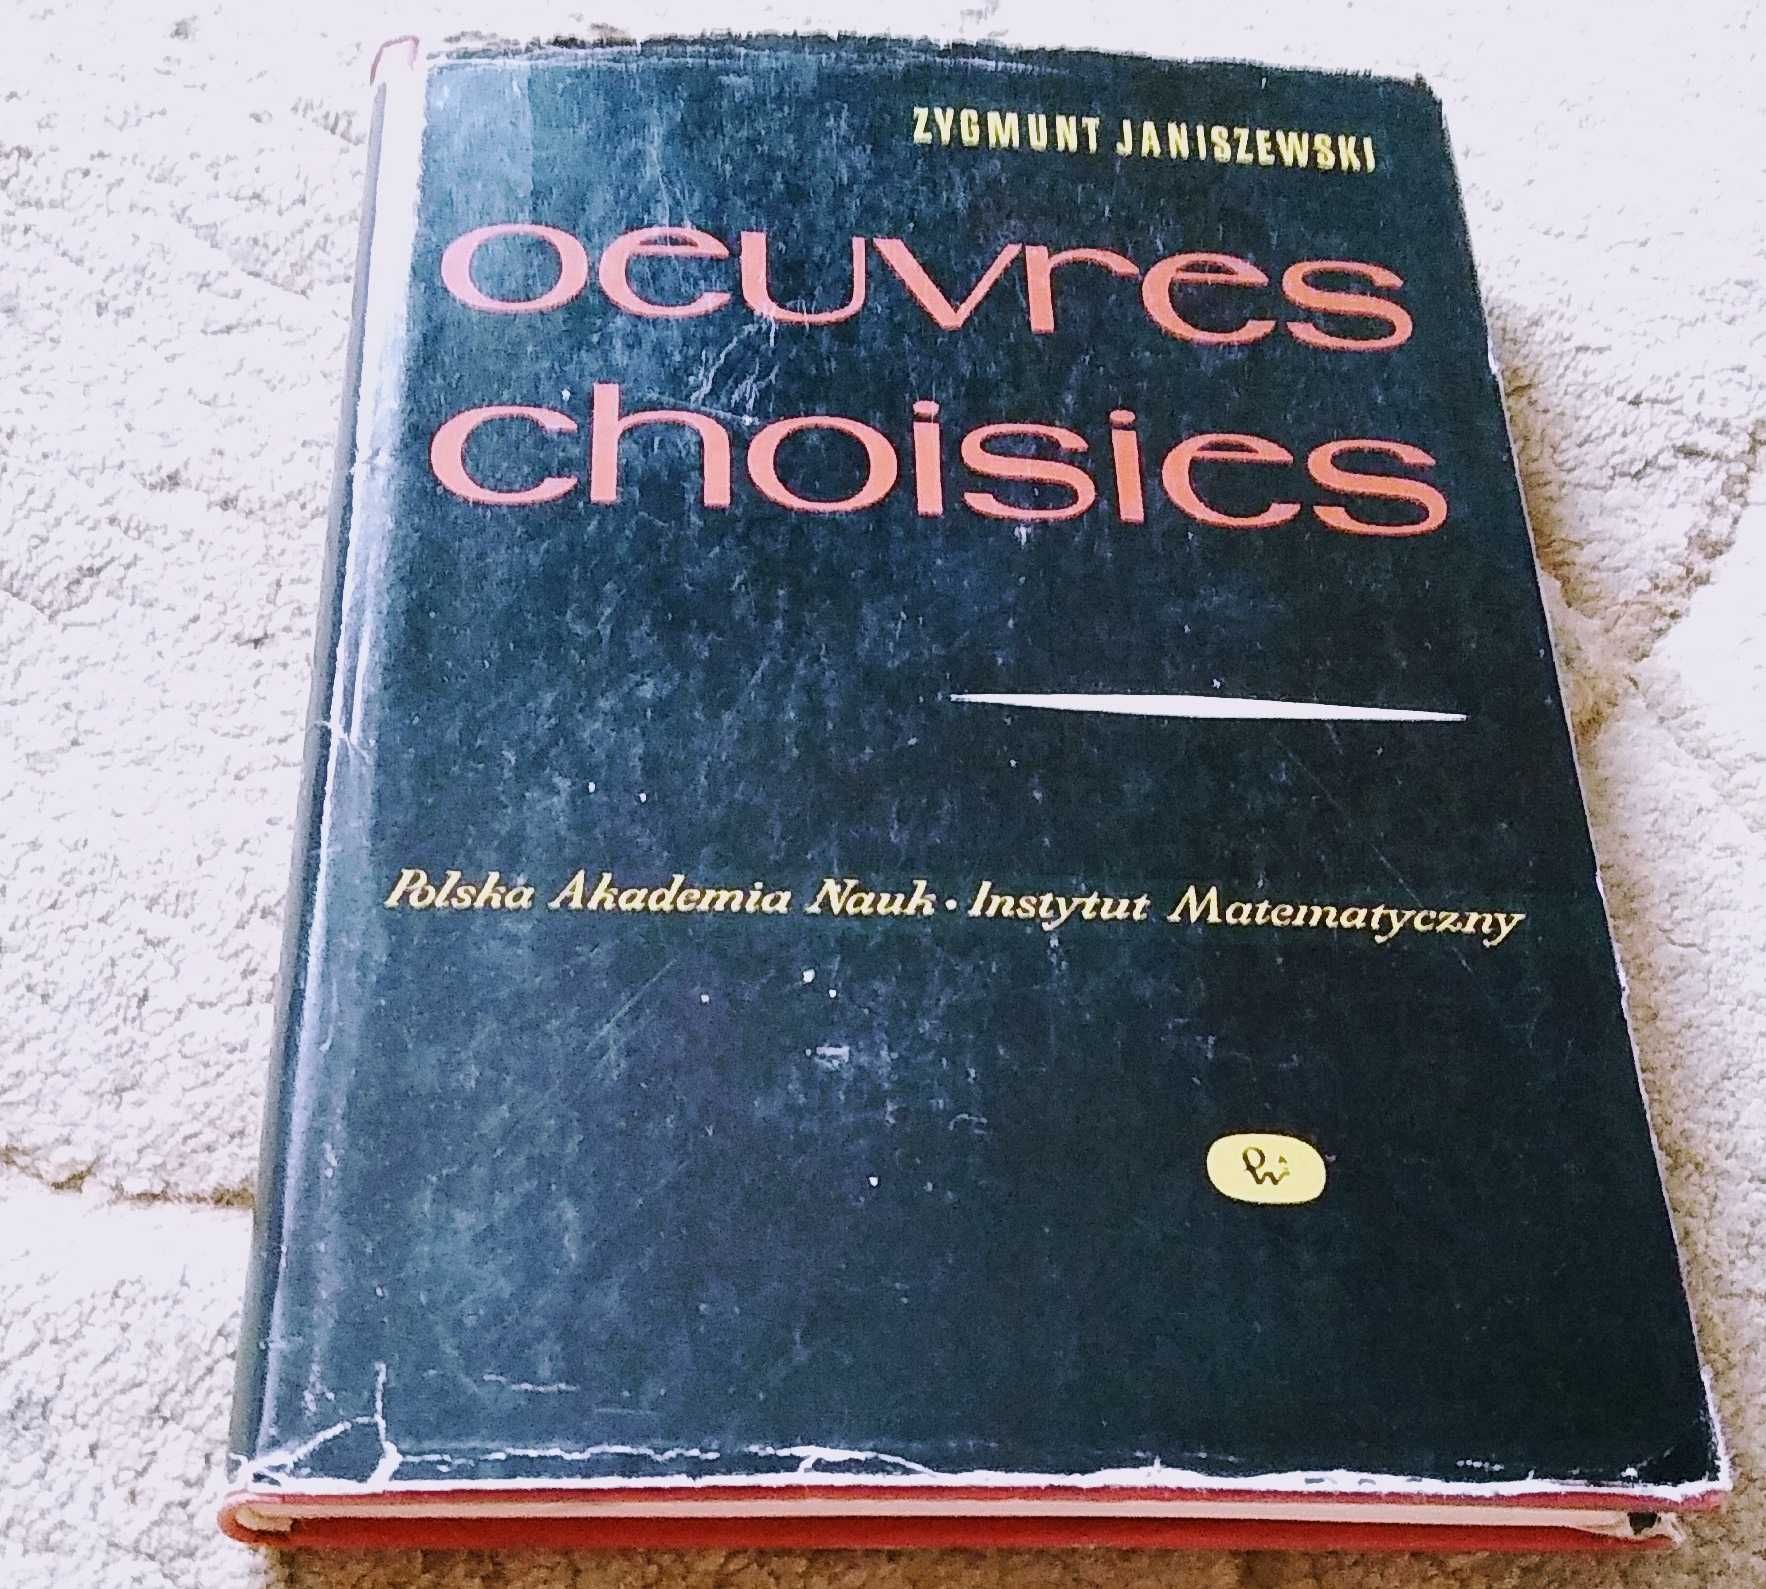 ZYGMUNT JANISZEWSKI
oeuvres
choisies
Polska Akademia Nauk · Instytut Matematyczny